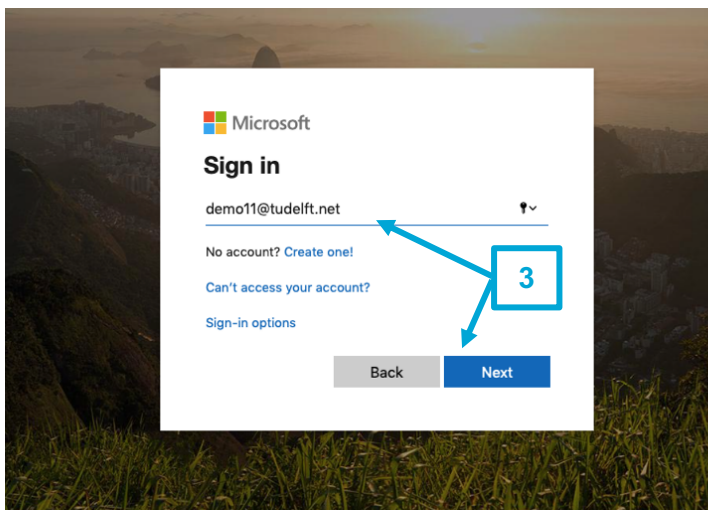 Microsoft
Sign in
demo11@tudelft.net
No account? Create one!
3
Can't access your account?
Sign-in options
Back Next